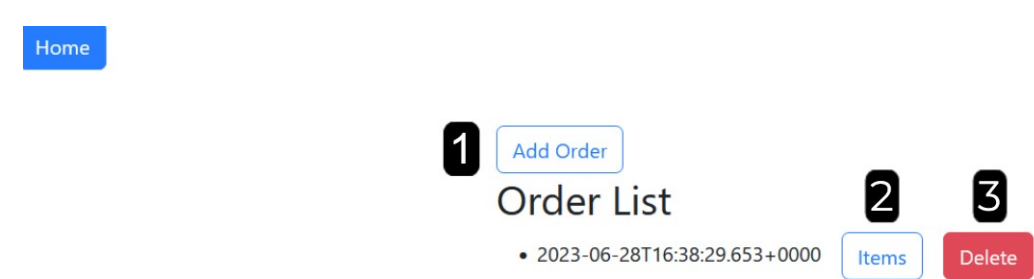 Home
1 Add Order
Order List
2 3
• 2023-06-28T16:38:29.653+0000 Items Delete